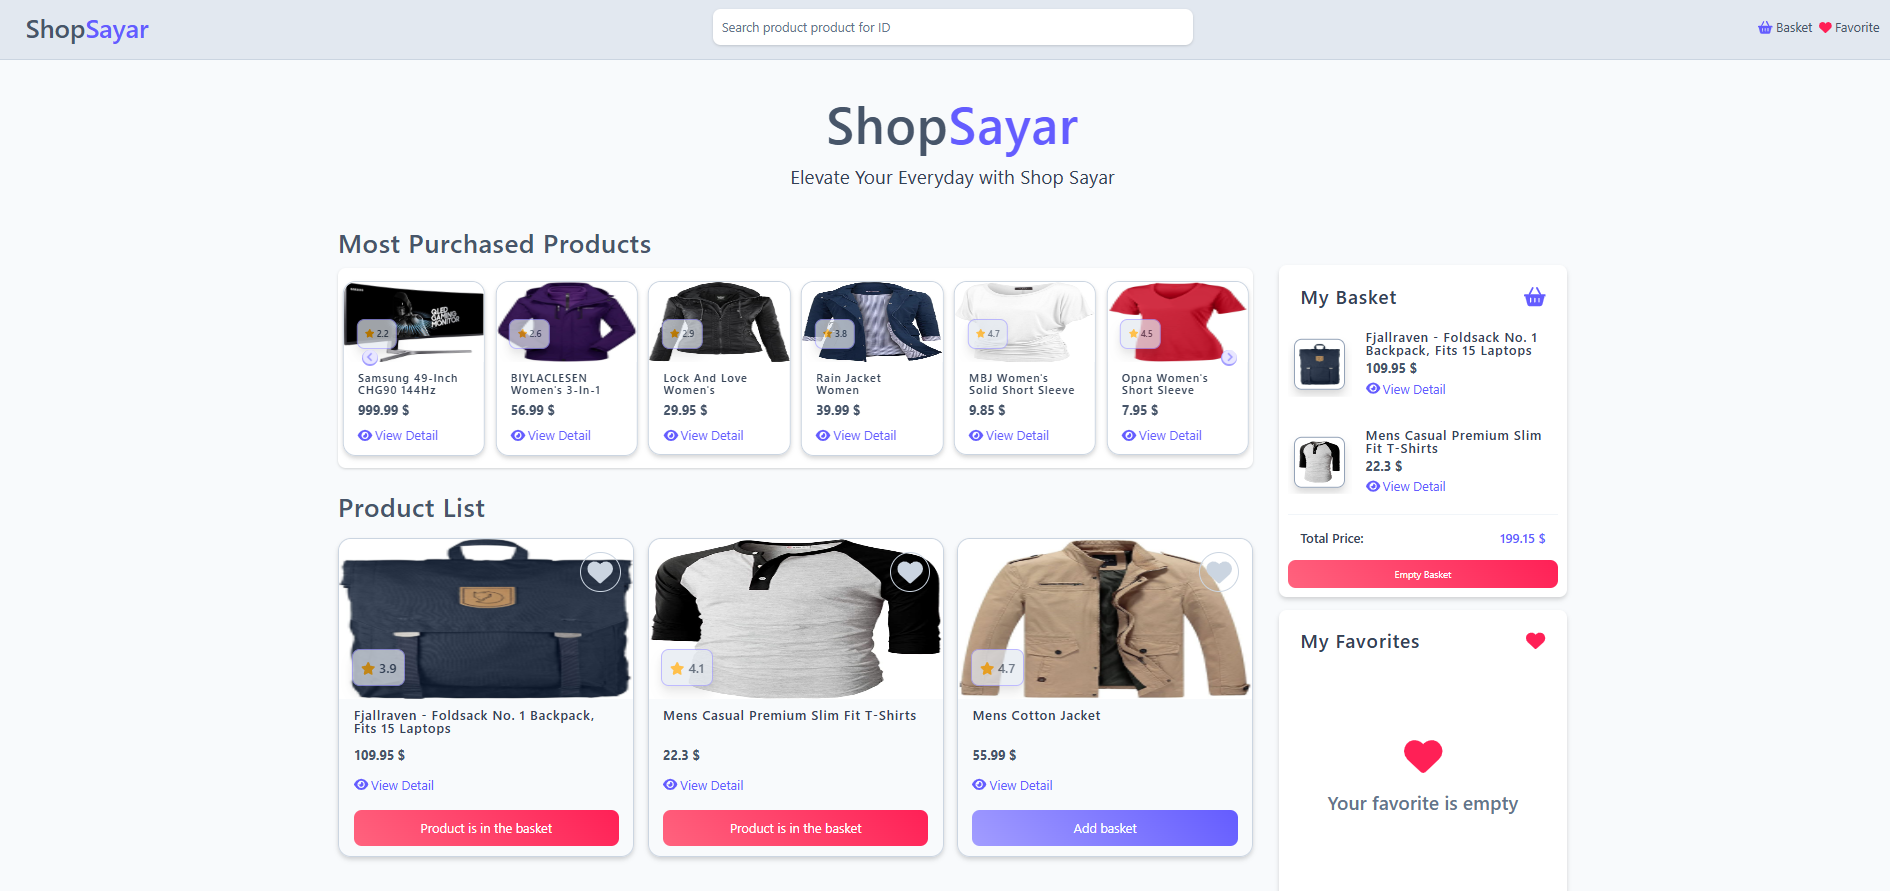 ShopSayar
Search product product for ID
Basket
Favorite
ShopSayar
Elevate Your Everyday with Shop Sayar
Most Purchased Products
SAMSUNG
QLED
GAMING
MONITOR
2.2
Samsung 49-Inch
CHG90 144Hz
999.99 $
View Detail
2.6
BIYLACLESEN
Women's 3-In-1
56.99 $
View Detail
2.9
Lock And Love
Women's
29.95 $
View Detail
3.8
Rain Jacket
Women
39.99 $
View Detail
4.7
MBJ Women's
Solid Short Sleeve
9.85 $
View Detail
4.5
Opna Women's
Short Sleeve
7.95 $
View Detail
Product List
3.9
Fjallraven - Foldsack No. 1 Backpack,
Fits 15 Laptops
109.95 $
View Detail
Product is in the basket
4.1
Mens Casual Premium Slim Fit T-Shirts
22.3 $
View Detail
Product is in the basket
4.7
Mens Cotton Jacket
55.99 $
View Detail
Add basket
My Basket
Fjallraven - Foldsack No. 1
Backpack, Fits 15 Laptops
109.95 $
View Detail
Mens Casual Premium Slim
Fit T-Shirts
22.3 $
View Detail
Total Price:
199.15 $
Empty Basket
My Favorites
Your favorite is empty